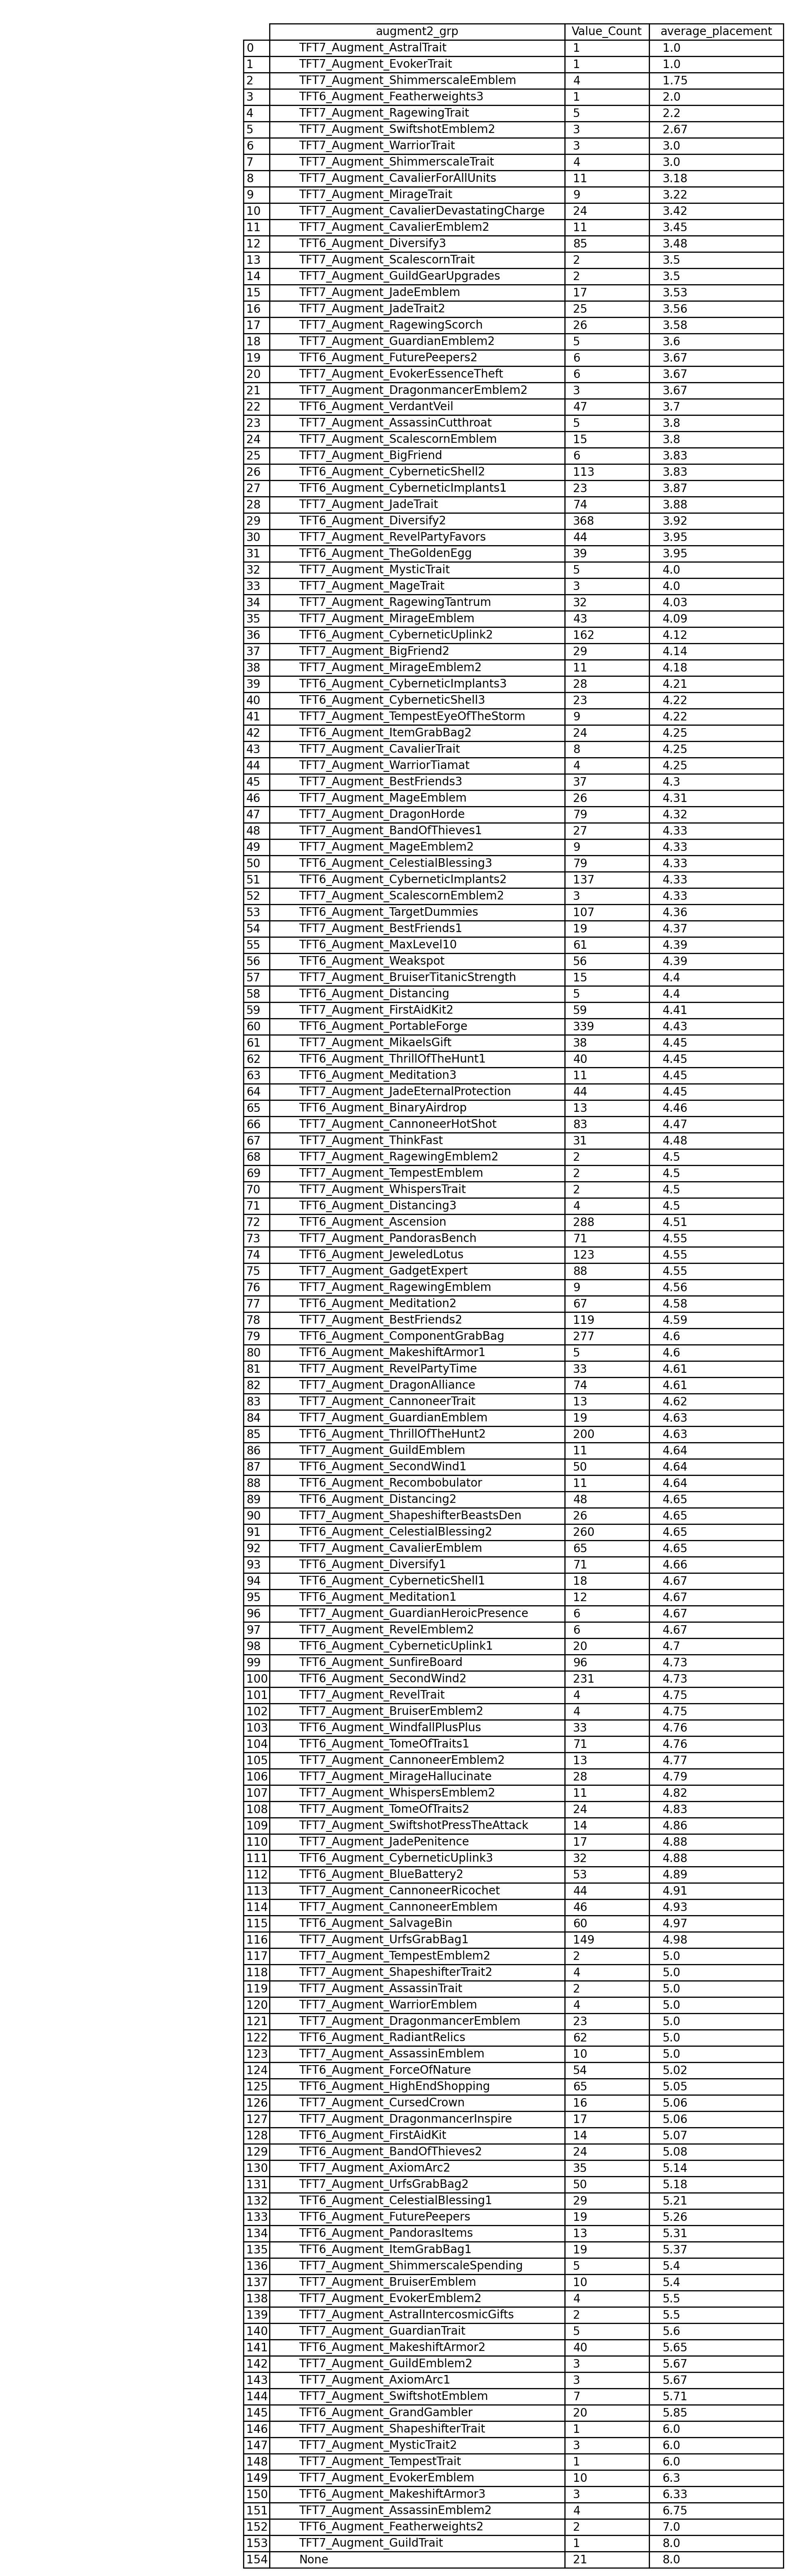 augment2_grp Value_Count average_placement
0 TFT7_Augment_AstralTrait 1 1.0
1 TFT7_Augment_EvokerTrait 1 1.0
2 TFT7_Augment_ShimmerscaleEmblem 4 1.75
3 TFT6_Augment_Featherweights3 1 2.0
4 TFT7_Augment_RagewingTrait 5 2.2
5 TFT7_Augment_SwiftshotEmblem2 3 2.67
6 TFT7_Augment_WarriorTrait 3 3.0
7 TFT7_Augment_ShimmerscaleTrait 4 3.0
8 TFT7_Augment_CavalierForAllUnits 11 3.18
9 TFT7_Augment_MirageTrait 9 3.22
10 TFT7_Augment_CavalierDevastatingCharge 24 3.42
11 TFT7_Augment_CavalierEmblem2 11 3.45
12 TFT6_Augment_Diversify3 85 3.48
13 TFT7_Augment_ScalescornTrait 2 3.5
14 TFT7_Augment_GuildGearUpgrades 2 3.5
15 TFT7_Augment_JadeEmblem 17 3.53
16 TFT7_Augment_JadeTrait2 25 3.56
17 TFT7_Augment_RagewingScorch 26 3.58
18 TFT7_Augment_GuardianEmblem2 5 3.6
19 TFT6_Augment_FuturePeepers2 6 3.67
20 TFT7_Augment_EvokerEssenceTheft 6 3.67
21 TFT7_Augment_DragonmancerEmblem2 3 3.67
22 TFT6_Augment_VerdantVeil 47 3.7
23 TFT7_Augment_AssassinCutthroat 5 3.8
24 TFT7_Augment_ScalescornEmblem 15 3.8
25 TFT7_Augment_BigFriend 6 3.83
26 TFT6_Augment_CyberneticShell2 113 3.83
27 TFT6_Augment_CyberneticImplants1 23 3.87
28 TFT7_Augment_JadeTrait 74 3.88
29 TFT6_Augment_Diversify2 368 3.92
30 TFT7_Augment_RevelPartyFavors 44 3.95
31 TFT6_Augment_TheGoldenEgg 39 3.95
32 TFT7_Augment_MysticTrait 5 4.0
33 TFT7_Augment_MageTrait 3 4.0
34 TFT7_Augment_RagewingTantrum 32 4.03
35 TFT7_Augment_MirageEmblem 43 4.09
36 TFT6_Augment_CyberneticUplink2 162 4.12
37 TFT7_Augment_BigFriend2 29 4.14
38 TFT7_Augment_MirageEmblem2 11 4.18
39 TFT6_Augment_CyberneticImplants3 28 4.21
40 TFT6_Augment_CyberneticShell3 23 4.22
41 TFT7_Augment_TempestEyeOfTheStorm 9 4.22
42 TFT6_Augment_ItemGrabBag2 24 4.25
43 TFT7_Augment_CavalierTrait 8 4.25
44 TFT7_Augment_WarriorTiamat 4 4.25
45 TFT7_Augment_BestFriends3 37 4.3
46 TFT7_Augment_MageEmblem 26 4.31
47 TFT7_Augment_DragonHorde 79 4.32
48 TFT7_Augment_BandOfThieves1 27 4.33
49 TFT7_Augment_MageEmblem2 9 4.33
50 TFT6_Augment_CelestialBlessing3 79 4.33
51 TFT6_Augment_CyberneticImplants2 137 4.33
52 TFT7_Augment_ScalescornEmblem2 3 4.33
53 TFT6_Augment_TargetDummies 107 4.36
54 TFT7_Augment_BestFriends1 19 4.37
55 TFT6_Augment_MaxLevel10 61 4.39
56 TFT6_Augment_Weakspot 56 4.39
57 TFT7_Augment_BruiserTitanicStrength 15 4.4
58 TFT6_Augment_Distancing 5 4.4
59 TFT7_Augment_FirstAidKit2 59 4.41
60 TFT6_Augment_PortableForge 339 4.43
61 TFT7_Augment_MikaelsGift 38 4.45
62 TFT6_Augment_ThrillOfTheHunt1 40 4.45
63 TFT6_Augment_Meditation3 11 4.45
64 TFT7_Augment_JadeEternalProtection 44 4.45
65 TFT6_Augment_BinaryAirdrop 13 4.46
66 TFT7_Augment_CannoneerHotShot 83 4.47
67 TFT7_Augment_ThinkFast 31 4.48
68 TFT7_Augment_RagewingEmblem2 2 4.5
69 TFT7_Augment_TempestEmblem 2 4.5
70 TFT7_Augment_WhispersTrait 2 4.5
71 TFT6_Augment_Distancing3 4 4.5
72 TFT6_Augment_Ascension 288 4.51
73 TFT7_Augment_PandorasBench 71 4.55
74 TFT6_Augment_JeweledLotus 123 4.55
75 TFT7_Augment_GadgetExpert 88 4.55
76 TFT7_Augment_RagewingEmblem 9 4.56
77 TFT6_Augment_Meditation2 67 4.58
78 TFT7_Augment_BestFriends2 119 4.59
79 TFT6_Augment_ComponentGrabBag 277 4.6
80 TFT6_Augment_MakeshiftArmor1 5 4.6
81 TFT7_Augment_RevelPartyTime 33 4.61
82 TFT7_Augment_DragonAlliance 74 4.61
83 TFT7_Augment_CannoneerTrait 13 4.62
84 TFT7_Augment_GuardianEmblem 19 4.63
85 TFT6_Augment_ThrillOfTheHunt2 200 4.63
86 TFT7_Augment_GuildEmblem 11 4.64
87 TFT6_Augment_SecondWind1 50 4.64
88 TFT6_Augment_Recombobulator 11 4.64
89 TFT6_Augment_Distancing2 48 4.65
90 TFT7_Augment_ShapeshifterBeastsDen 26 4.65
91 TFT6_Augment_CelestialBlessing2 260 4.65
92 TFT7_Augment_CavalierEmblem 65 4.65
93 TFT6_Augment_Diversify1 71 4.66
94 TFT6_Augment_CyberneticShell1 18 4.67
95 TFT6_Augment_Meditation1 12 4.67
96 TFT7_Augment_GuardianHeroicPresence 6 4.67
97 TFT7_Augment_RevelEmblem2 6 4.67
98 TFT6_Augment_CyberneticUplink1 20 4.7
99 TFT6_Augment_SunfireBoard 96 4.73
100 TFT6_Augment_SecondWind2 231 4.73
101 TFT7_Augment_RevelTrait 4 4.75
102 TFT7_Augment_BruiserEmblem2 4 4.75
103 TFT6_Augment_WindfallPlusPlus 33 4.76
104 TFT6_Augment_TomeOfTraits1 71 4.76
105 TFT7_Augment_CannoneerEmblem2 13 4.77
106 TFT7_Augment_MirageHallucinate 28 4.79
107 TFT7_Augment_WhispersEmblem2 11 4.82
108 TFT7_Augment_TomeOfTraits2 24 4.83
109 TFT7_Augment_SwiftshotPressTheAttack 14 4.86
110 TFT7_Augment_JadePenitence 17 4.88
111 TFT6_Augment_CyberneticUplink3 32 4.88
112 TFT6_Augment_BlueBattery2 53 4.89
113 TFT7_Augment_CannoneerRicochet 44 4.91
114 TFT7_Augment_CannoneerEmblem 46 4.93
115 TFT6_Augment_SalvageBin 60 4.97
116 TFT7_Augment_UrfsGrabBag1 149 4.98
117 TFT7_Augment_TempestEmblem2 2 5.0
118 TFT7_Augment_ShapeshifterTrait2 4 5.0
119 TFT7_Augment_AssassinTrait 2 5.0
120 TFT7_Augment_WarriorEmblem 4 5.0
121 TFT7_Augment_DragonmancerEmblem 23 5.0
122 TFT6_Augment_RadiantRelics 62 5.0
123 TFT7_Augment_AssassinEmblem 10 5.0
124 TFT6_Augment_ForceOfNature 54 5.02
125 TFT6_Augment_HighEndShopping 65 5.05
126 TFT7_Augment_CursedCrown 16 5.06
127 TFT7_Augment_DragonmancerInspire 17 5.06
128 TFT6_Augment_FirstAidKit 14 5.07
129 TFT6_Augment_BandOfThieves2 24 5.08
130 TFT7_Augment_AxiomArc2 35 5.14
131 TFT7_Augment_UrfsGrabBag2 50 5.18
132 TFT6_Augment_CelestialBlessing1 29 5.21
133 TFT6_Augment_FuturePeepers 19 5.26
134 TFT6_Augment_PandorasItems 13 5.31
135 TFT6_Augment_ItemGrabBag1 19 5.37
136 TFT7_Augment_ShimmerscaleSpending 5 5.4
137 TFT7_Augment_BruiserEmblem 10 5.4
138 TFT7_Augment_EvokerEmblem2 4 5.5
139 TFT7_Augment_AstralIntercosmicGifts 2 5.5
140 TFT7_Augment_GuardianTrait 5 5.6
141 TFT6_Augment_MakeshiftArmor2 40 5.65
142 TFT7_Augment_GuildEmblem2 3 5.67
143 TFT7_Augment_AxiomArc1 3 5.67
144 TFT7_Augment_SwiftshotEmblem 7 5.71
145 TFT6_Augment_GrandGambler 20 5.85
146 TFT7_Augment_ShapeshifterTrait 1 6.0
147 TFT7_Augment_MysticTrait2 3 6.0
148 TFT7_Augment_TempestTrait 1 6.0
149 TFT7_Augment_EvokerEmblem 10 6.3
150 TFT6_Augment_MakeshiftArmor3 3 6.33
151 TFT7_Augment_AssassinEmblem2 4 6.75
152 TFT6_Augment_Featherweights2 2 7.0
153 TFT7_Augment_GuildTrait 1 8.0
154 None 21 8.0